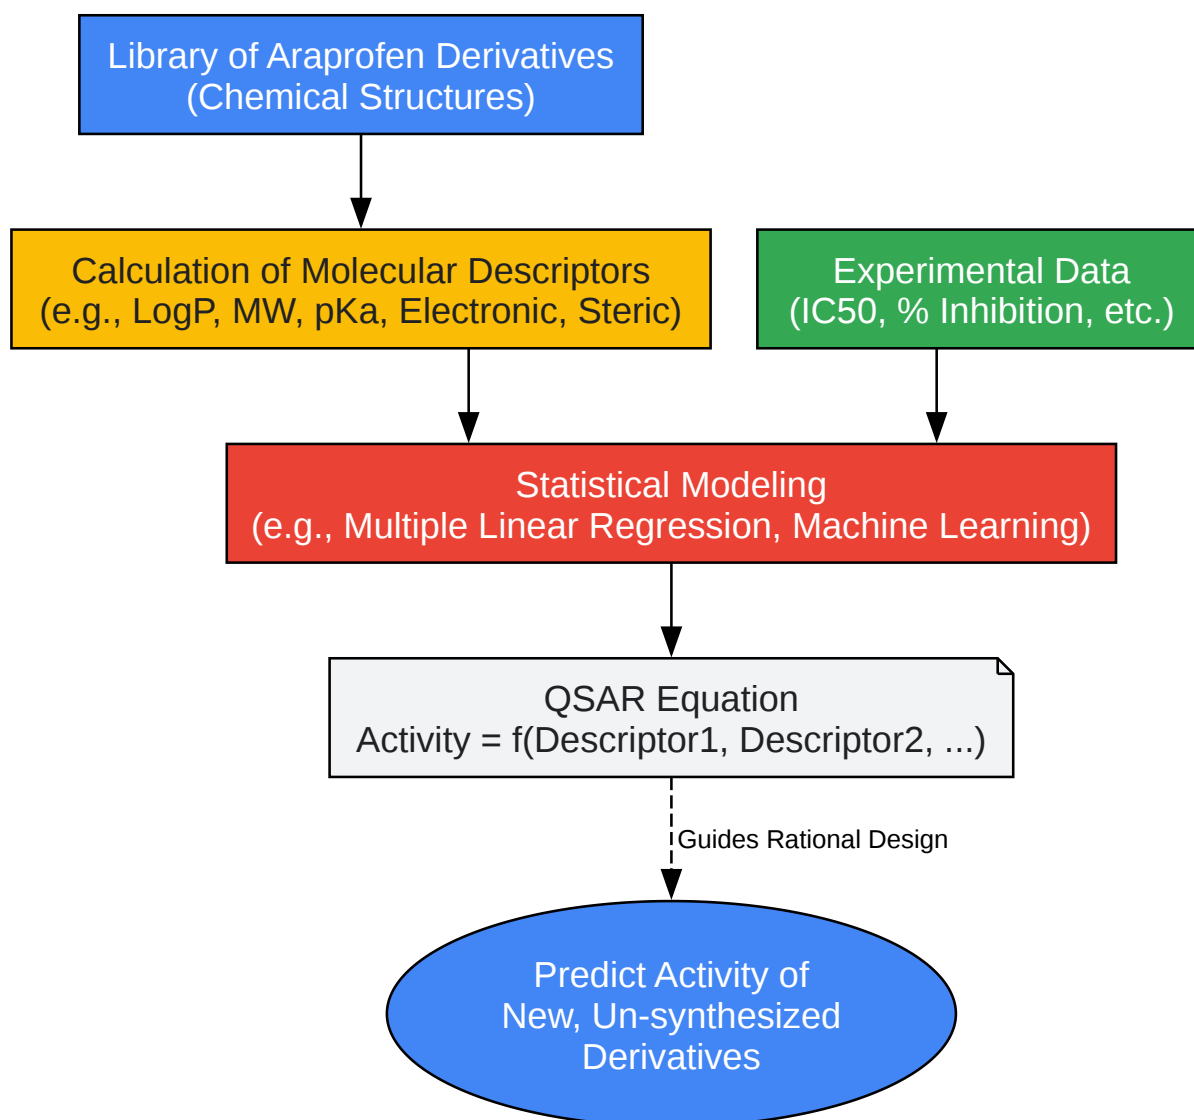 Library of Araprofen Derivatives
(Chemical Structures)
Calculation of Molecular Descriptors
(e.g., LogP, MW, pKa, Electronic, Steric)
Experimental Data
(IC50, % Inhibition, etc.)
Statistical Modeling
(e.g., Multiple Linear Regression, Machine Learning)
QSAR Equation
Activity = f(Descriptor1, Descriptor2, ...)
Guides Rational Design
Predict Activity of
New, Un-synthesized
Derivatives